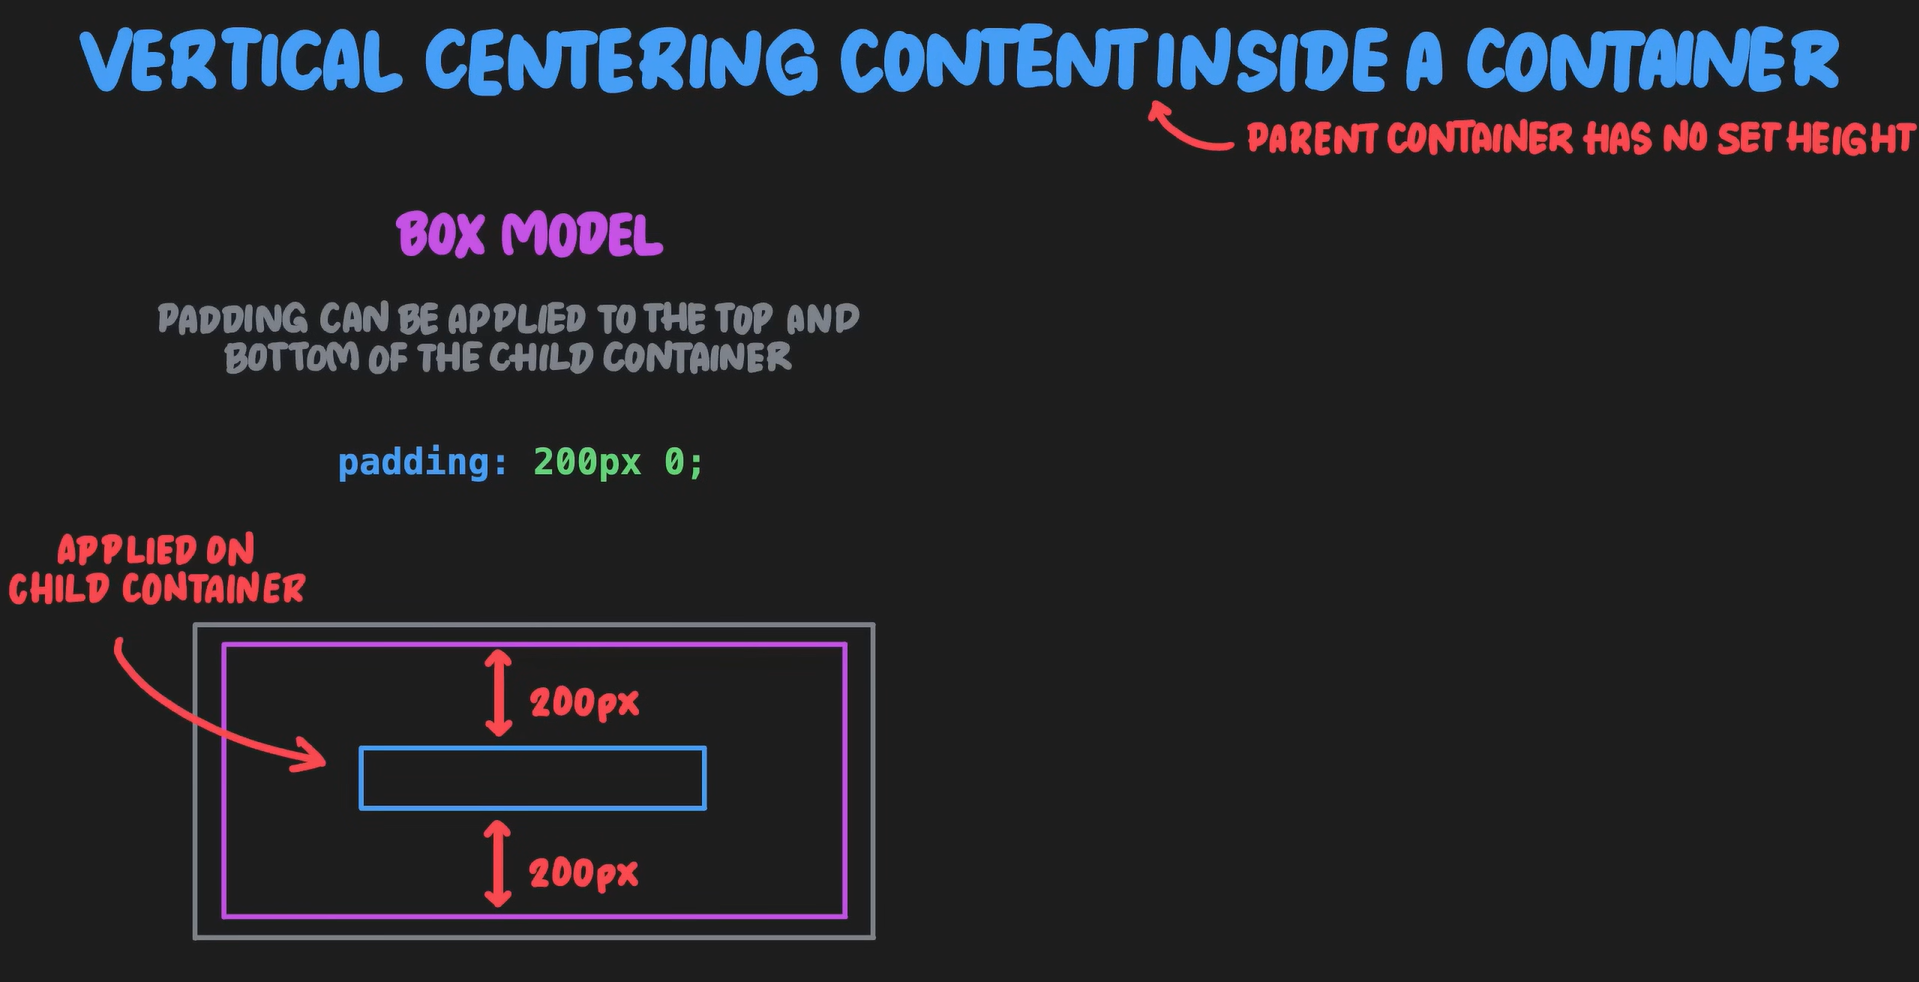 VERTICAL CENTERING CONTENT INSIDE A CONTAINER
PARENT CONTAINER HAS NO SET HEIGHT
BOX MODEL
PADDING CAN BE APPLIED TO THE TOP AND
BOTTOM OF THE CHILD CONTAINER
padding: 200px 0;
APPLIED ON
CHILD CONTAINER
200px
200px